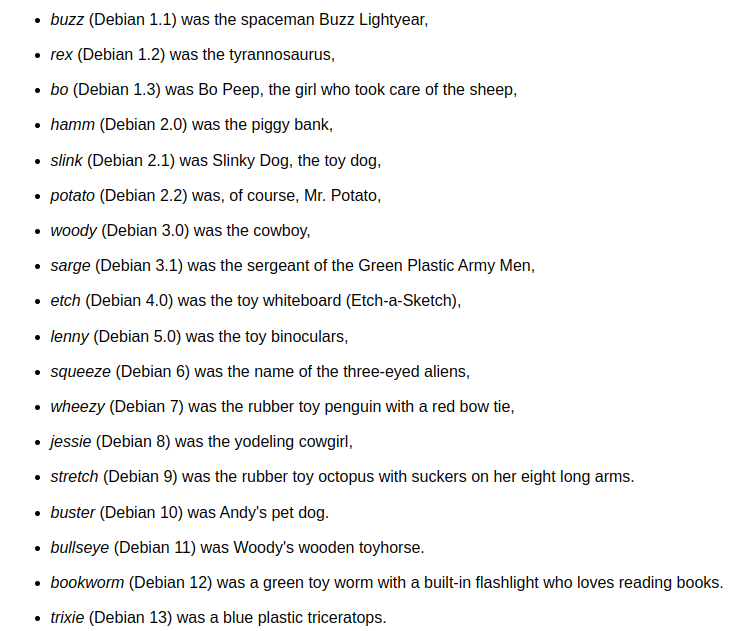 buzz (Debian 1.1) was the spaceman Buzz Lightyear,
rex (Debian 1.2) was the tyrannosaurus,
bo (Debian 1.3) was Bo Peep, the girl who took care of the sheep,
hamm (Debian 2.0) was the piggy bank,
slink (Debian 2.1) was Slinky Dog, the toy dog,
potato (Debian 2.2) was, of course, Mr. Potato,
woody (Debian 3.0) was the cowboy,
sarge (Debian 3.1) was the sergeant of the Green Plastic Army Men,
etch (Debian 4.0) was the toy whiteboard (Etch-a-Sketch),
lenny (Debian 5.0) was the toy binoculars,
squeeze (Debian 6) was the name of the three-eyed aliens,
wheezy (Debian 7) was the rubber toy penguin with a red bow tie,
jessie (Debian 8) was the yodeling cowgirl,
stretch (Debian 9) was the rubber toy octopus with suckers on her eight long arms.
buster (Debian 10) was Andy's pet dog.
bullseye (Debian 11) was Woody's wooden toyhorse.
bookworm (Debian 12) was a green toy worm with a built-in flashlight who loves reading books.
trixie (Debian 13) was a blue plastic triceratops.